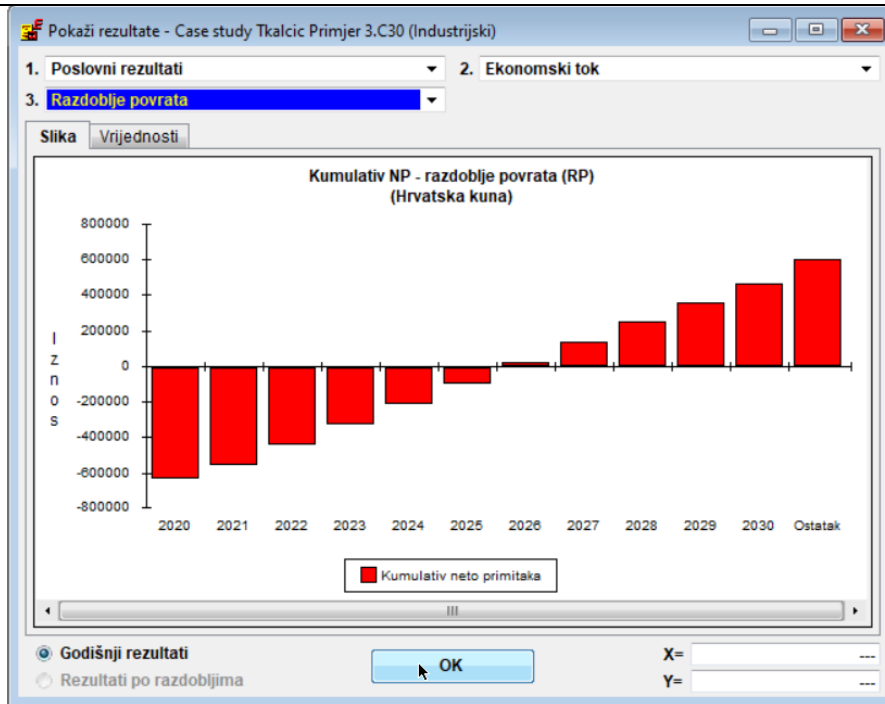 Pokaži rezultate - Case study Tkalcic Primjer 3.C30 (Industrijski)
1. Poslovni rezultati
2. Ekonomski tok
3. Razdoblje povrata
Slika
Vrijednosti
Kumulativ NP - razdoblje povrata (RP)
(Hrvatska kuna)
800000
600000
400000
200000
0
-200000
-400000
-600000
-800000
Iznos
2020 2021 2022 2023 2024 2025 2026 2027 2028 2029 2030 Ostatak
Kumulativ neto primitaka
Godišnji rezultati
Rezultati po razdobljima
OK
X= ---
Y= ---